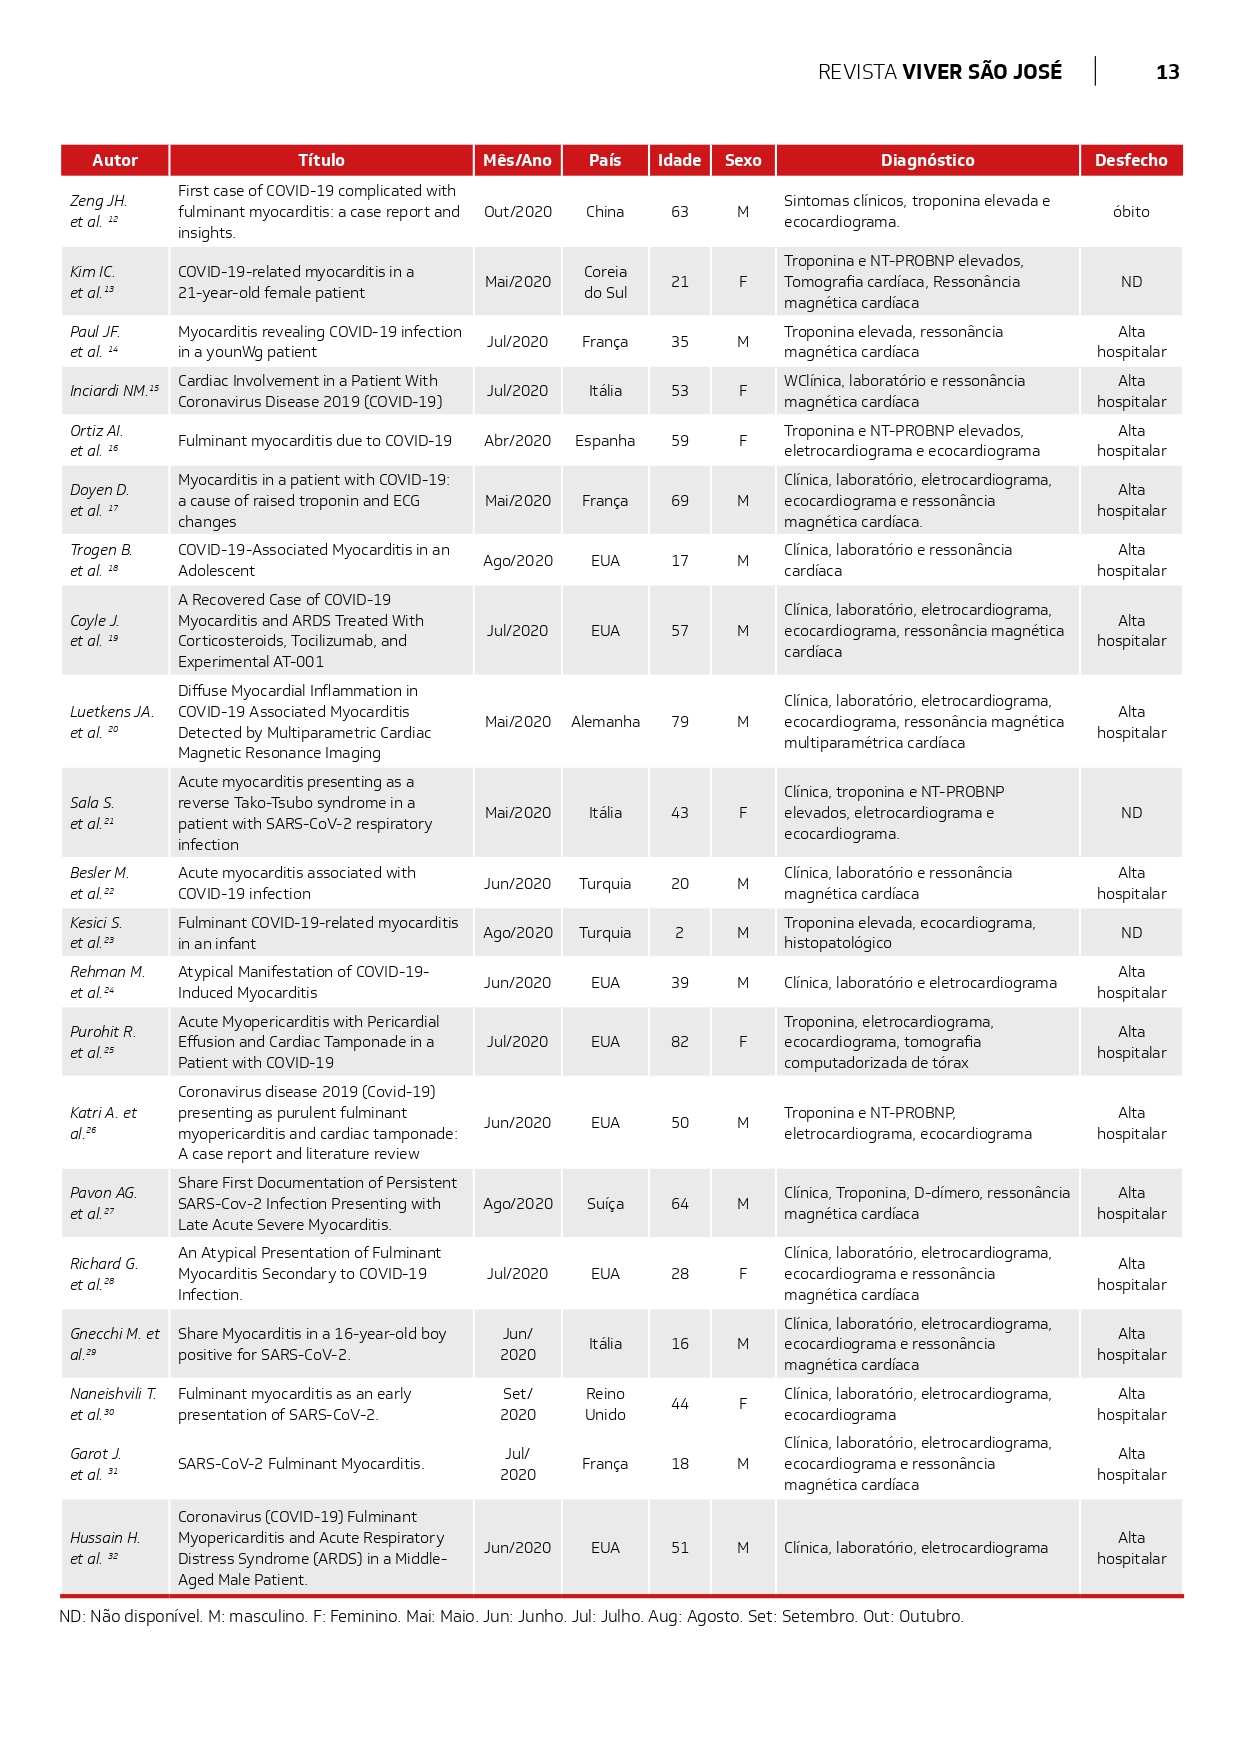 REVISTA VIVER SÃO JOSÉ 13
Autor Título Mês/Ano País Idade Sexo Diagnóstico Desfecho
Zeng JH.
et al. 12
First case of COVID-19 complicated with
fulminant myocarditis: a case report and
insights.
Out/2020 China 63 M
Sintomas clínicos, troponina elevada e
ecocardiograma.
óbito
Kim IC.
et al.13
COVID-19-related myocarditis in a
21-year-old female patient
Mai/2020
Coreia
do Sul
21 F
Troponina e NT-PROBNP elevados,
Tomografia cardíaca, Ressonância
magnética cardíaca
ND
Paul JF.
et al. 14
Myocarditis revealing COVID-19 infection
in a younWg patient
Jul/2020 França 35 M
Troponina elevada, ressonância
magnética cardíaca
Alta
hospitalar
Inciardi NM.15
Cardiac Involvement in a Patient With
Coronavirus Disease 2019 (COVID-19)
Jul/2020 Itália 53 F
WClínica, laboratório e ressonância
magnética cardíaca
Alta
hospitalar
Ortiz AI.
et al. 16
Fulminant myocarditis due to COVID-19
Abr/2020 Espanha 59 F
Troponina e NT-PROBNP elevados,
eletrocardiograma e ecocardiograma
Alta
hospitalar
Doyen D.
et al. 17
Myocarditis in a patient with COVID-19:
a cause of raised troponin and ECG
changes
Mai/2020 França 69 M
Clínica, laboratório, eletrocardiograma,
ecocardiograma e ressonância
magnética cardíaca.
Alta
hospitalar
Trogen B.
et al. 18
COVID-19-Associated Myocarditis in an
Adolescent
Ago/2020 EUA 17 M
Clínica, laboratório e ressonância
cardíaca
Alta
hospitalar
Coyle J.
et al. 19
A Recovered Case of COVID-19
Myocarditis and ARDS Treated With
Corticosteroids, Tocilizumab, and
Experimental AT-001
Jul/2020 EUA 57 M
Clínica, laboratório, eletrocardiograma,
ecocardiograma, ressonância magnética
cardíaca
Alta
hospitalar
Luetkens JA.
et al. 20
Diffuse Myocardial Inflammation in
COVID-19 Associated Myocarditis
Detected by Multiparametric Cardiac
Magnetic Resonance Imaging
Mai/2020 Alemanha 79 M
Clínica, laboratório, eletrocardiograma,
ecocardiograma, ressonância magnética
multiparamétrica cardíaca
Alta
hospitalar
Sala S.
et al.21
Acute myocarditis presenting as a
reverse Tako-Tsubo syndrome in a
patient with SARS-CoV-2 respiratory
infection
Mai/2020 Itália 43 F
Clínica, troponina e NT-PROBNP
elevados, eletrocardiograma e
ecocardiograma.
ND
Besler M.
et al.22
Acute myocarditis associated with
COVID-19 infection
Jun/2020 Turquia 20 M
Clínica, laboratório e ressonância
magnética cardíaca
Alta
hospitalar
Kesici S.
et al.23
Fulminant COVID-19-related myocarditis
in an infant
Ago/2020 Turquia 2 M
Troponina elevada, ecocardiograma,
histopatológico
ND
Rehman M.
et al.24
Atypical Manifestation of COVID-19-
Induced Myocarditis
Jun/2020 EUA 39 M
Clínica, laboratório e eletrocardiograma
Alta
hospitalar
Purohit R.
et al.25
Acute Myopericarditis with Pericardial
Effusion and Cardiac Tamponade in a
Patient with COVID-19
Jul/2020 EUA 82 F
Troponina, eletrocardiograma,
ecocardiograma, tomografia
computadorizada de tórax
Alta
hospitalar
Katri A. et
al.26
Coronavirus disease 2019 (Covid-19)
presenting as purulent fulminant
myopericarditis and cardiac tamponade:
A case report and literature review
Jun/2020 EUA 50 M
Troponina e NT-PROBNP,
eletrocardiograma, ecocardiograma
Alta
hospitalar
Pavon AG.
et al.27
Share First Documentation of Persistent
SARS-Cov-2 Infection Presenting with
Late Acute Severe Myocarditis.
Ago/2020 Suíça 64 M
Clínica, Troponina, D-dímero, ressonância
magnética cardíaca
Alta
hospitalar
Richard G.
et al.28
An Atypical Presentation of Fulminant
Myocarditis Secondary to COVID-19
Infection.
Jul/2020 EUA 28 F
Clínica, laboratório, eletrocardiograma,
ecocardiograma e ressonância
magnética cardíaca
Alta
hospitalar
Gnecchi M. et
al.29
Share Myocarditis in a 16-year-old boy
positive for SARS-CoV-2.
Jun/
2020
Itália 16 M
Clínica, laboratório, eletrocardiograma,
ecocardiograma e ressonância
magnética cardíaca
Alta
hospitalar
Naneishvili T.
et al.30
Fulminant myocarditis as an early
presentation of SARS-CoV-2.
Set/
2020
Reino
Unido
44 F
Clínica, laboratório, eletrocardiograma,
ecocardiograma
Alta
hospitalar
Garot J.
et al. 31
SARS-CoV-2 Fulminant Myocarditis.
Jul/
2020
França 18 M
Clínica, laboratório, eletrocardiograma,
ecocardiograma e ressonância
magnética cardíaca
Alta
hospitalar
Hussain H.
et al. 32
Coronavirus (COVID-19) Fulminant
Myopericarditis and Acute Respiratory
Distress Syndrome (ARDS) in a Middle-
Aged Male Patient.
Jun/2020 EUA 51 M
Clínica, laboratório, eletrocardiograma
Alta
hospitalar
ND: Não disponível. M: masculino. F: Feminino. Mai: Maio. Jun: Junho. Jul: Julho. Aug: Agosto. Set: Setembro. Out: Outubro.